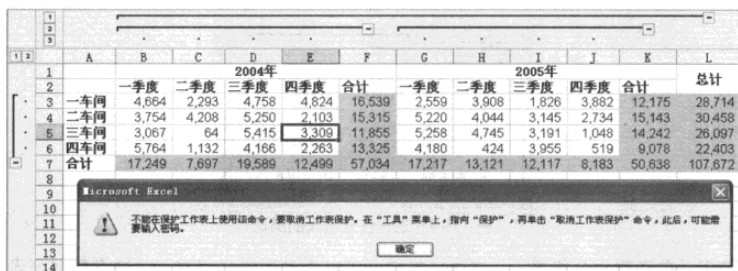 1
2
3
1 2 A B C D E F G H I J K L
1 2004年 2005年 总计
2 一季度 二季度 三季度 四季度 合计 一季度 二季度 三季度 四季度 合计
3 一车间 4,664 2,293 4,758 4,824 16,539 2,559 3,908 1,826 3,882 12,175 28,714
4 二车间 3,754 4,208 5,250 2,103 15,315 5,220 4,044 3,145 2,734 15,143 30,458
5 三车间 3,067 64 5,415 3,309 11,855 5,258 4,745 3,191 1,048 14,242 26,097
6 四车间 5,764 1,132 4,166 2,263 13,325 4,180 424 3,955 519 9,078 22,403
7 合计 17,249 7,697 19,589 12,499 57,034 17,217 13,121 12,117 8,183 50,638 107,672
8
9
10
11
12
13
14
Microsoft Excel
不能在保护工作表上使用该命令，要取消工作表保护。在“工具”菜单上，指向“保护”，再单击“取消工作表保护”命令，此后，可能需
要输入密码。
确定